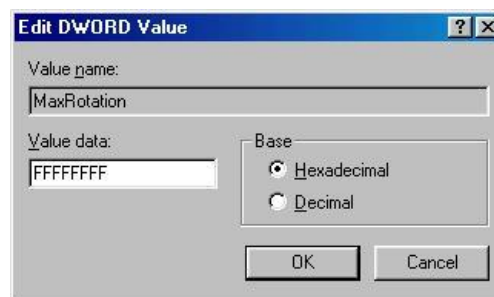 Edit DWORD Value
Value name:
MaxRotation
Value data:
FFFFFFFF
Base
Hexadecimal
Decimal
OK
Cancel